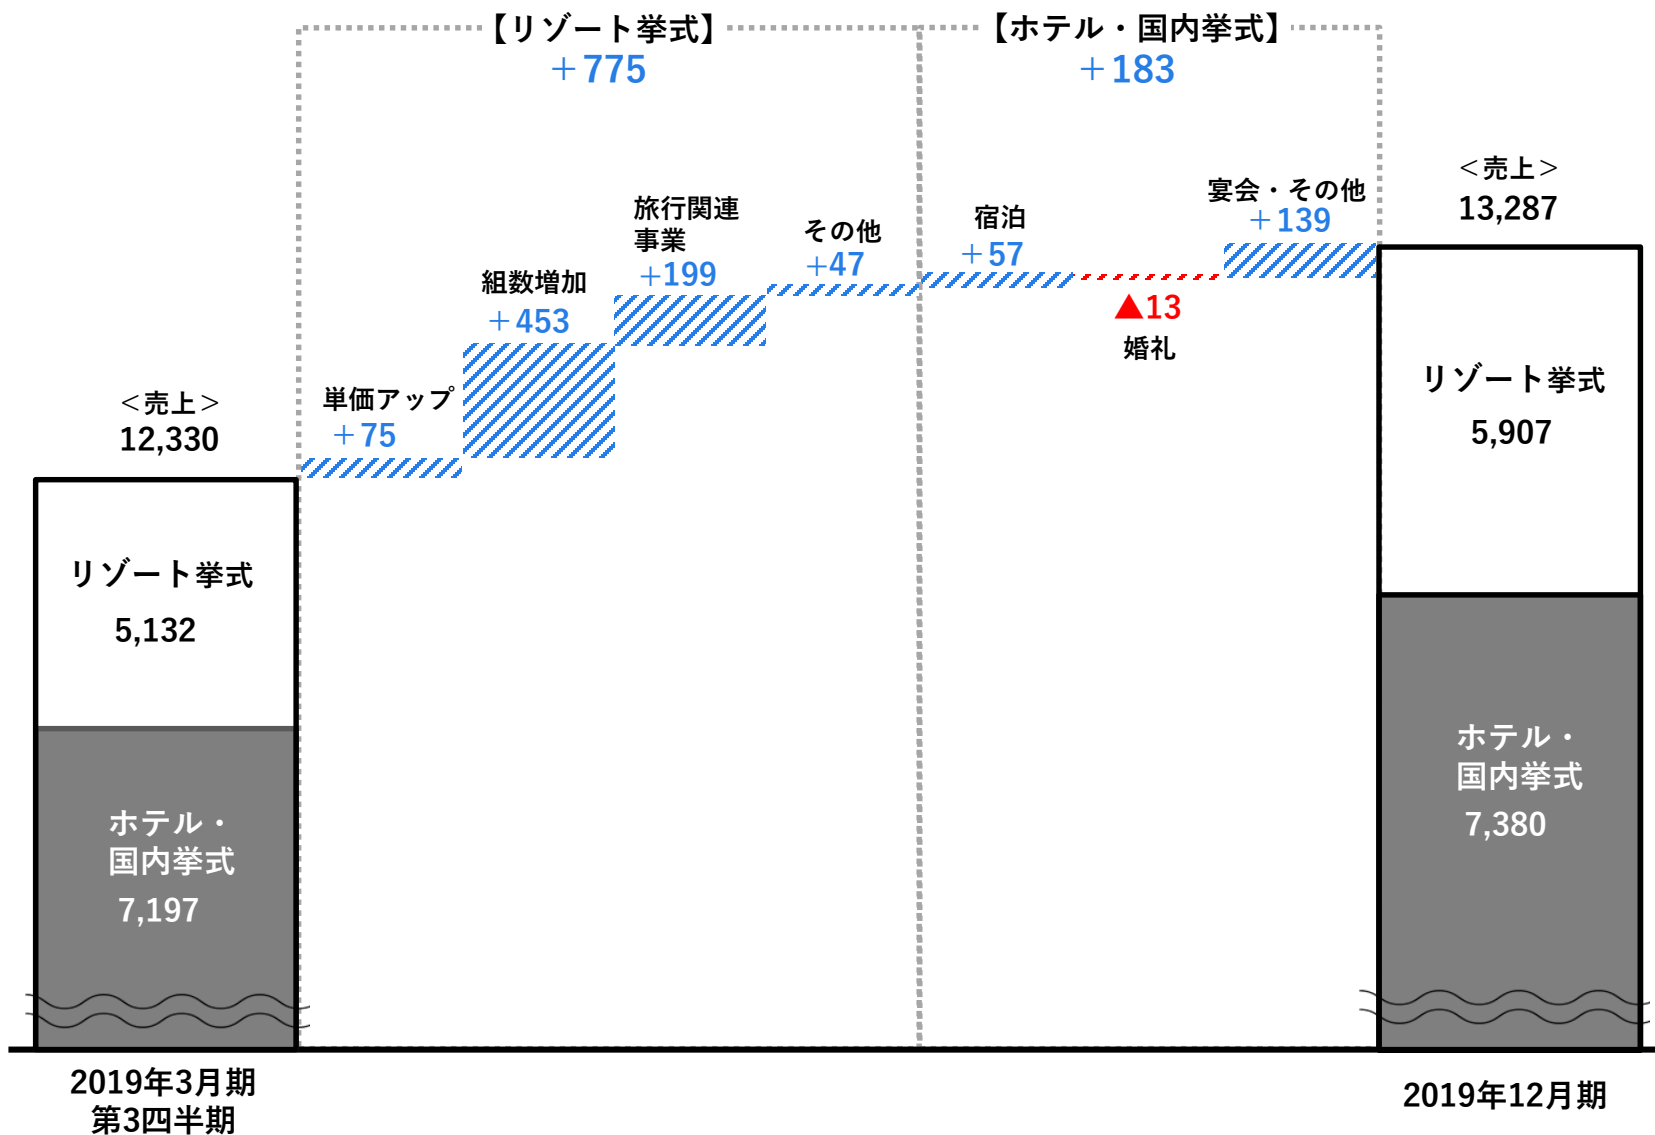 【リゾート挙式】
＋775
【ホテル・国内挙式】
＋183
＜売上＞
12,330
リゾート挙式
5,132
ホテル・
国内挙式
7,197
2019年3月期
第3四半期
単価アップ
＋75
組数増加
＋453
旅行関連
事業
＋199
その他
＋47
宿泊
＋57
▲13
婚礼
宴会・その他
＋139
＜売上＞
13,287
リゾート挙式
5,907
ホテル・
国内挙式
7,380
2019年12月期